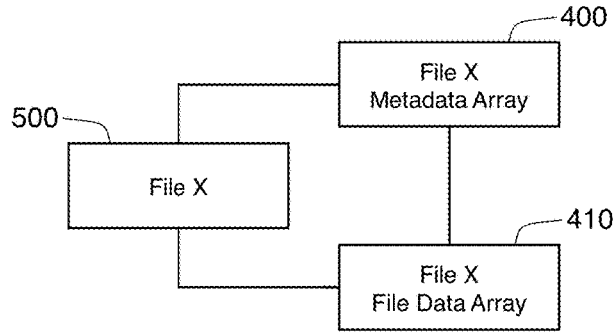 400
File X
Metadata Array
500
File X
410
File X
File Data Array